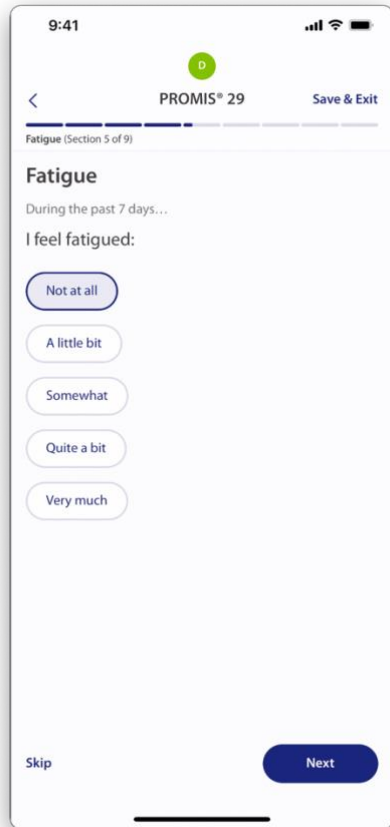 9:41
D
PROMIS® 29
Save & Exit
Fatigue (Section 5 of 9)
Fatigue
During the past 7 days…
I feel fatigued:
Not at all
A little bit
Somewhat
Quite a bit
Very much
Skip
Next